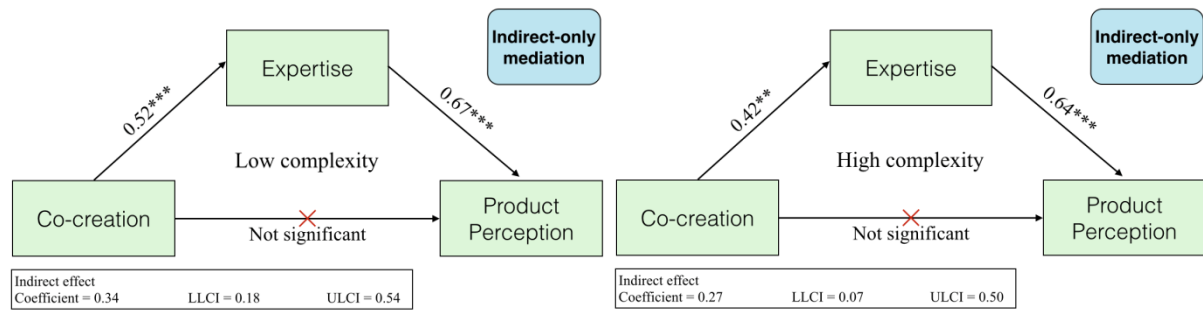 Indirect-only
mediation
Expertise
0.52***
0.67***
Low complexity
Co-creation
Product
Perception
Not significant
Indirect effect
Coefficient = 0.34 LLCI = 0.18 ULCI = 0.54
Indirect-only
mediation
Expertise
0.42**
0.64***
High complexity
Co-creation
Product
Perception
Not significant
Indirect effect
Coefficient = 0.27 LLCI = 0.07 ULCI = 0.50